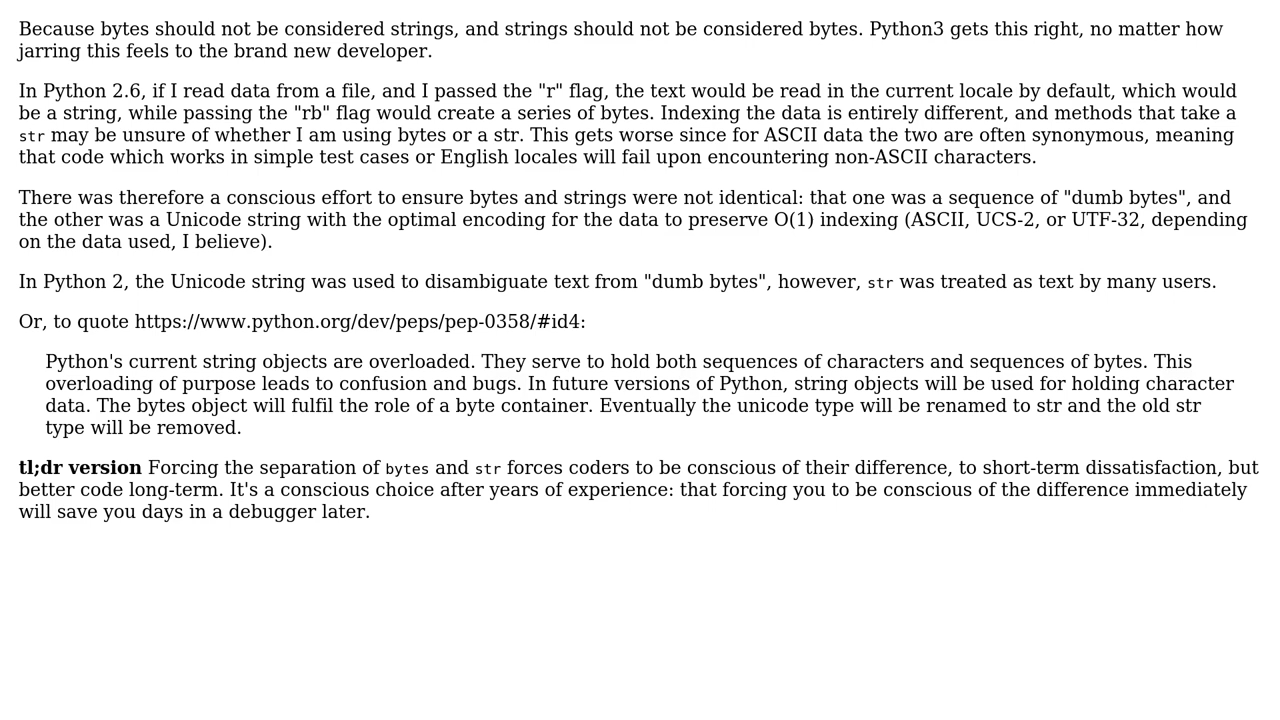 Because bytes should not be considered strings, and strings should not be considered bytes. Python3 gets this right, no matter how
jarring this feels to the brand new developer.
In Python 2.6, if I read data from a file, and I passed the "r" flag, the text would be read in the current locale by default, which would
be a string, while passing the "rb" flag would create a series of bytes. Indexing the data is entirely different, and methods that take a
str may be unsure of whether I am using bytes or a str. This gets worse since for ASCII data the two are often synonymous, meaning
that code which works in simple test cases or English locales will fail upon encountering non-ASCII characters.
There was therefore a conscious effort to ensure bytes and strings were not identical: that one was a sequence of "dumb bytes", and
the other was a Unicode string with the optimal encoding for the data to preserve O(1) indexing (ASCII, UCS-2, or UTF-32, depending
on the data used, I believe).
In Python 2, the Unicode string was used to disambiguate text from "dumb bytes", however, str was treated as text by many users.
Or, to quote https://www.python.org/dev/peps/pep-0358/#id4:
Python's current string objects are overloaded. They serve to hold both sequences of characters and sequences of bytes. This
overloading of purpose leads to confusion and bugs. In future versions of Python, string objects will be used for holding character
data. The bytes object will fulfil the role of a byte container. Eventually the unicode type will be renamed to str and the old str
type will be removed.
tl;dr version Forcing the separation of bytes and str forces coders to be conscious of their difference, to short-term dissatisfaction, but
better code long-term. It's a conscious choice after years of experience: that forcing you to be conscious of the difference immediately
will save you days in a debugger later.